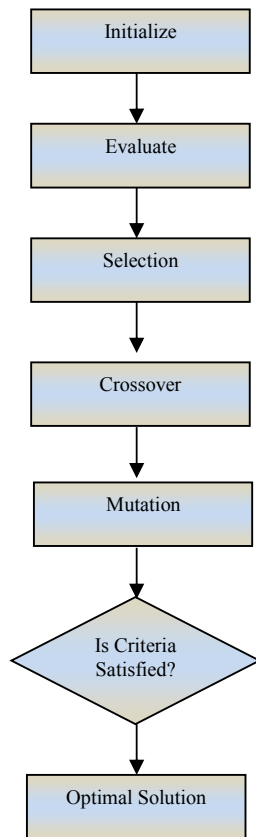 Initialize
Evaluate
Selection
Crossover
Mutation
Is Criteria
Satisfied?
Optimal Solution